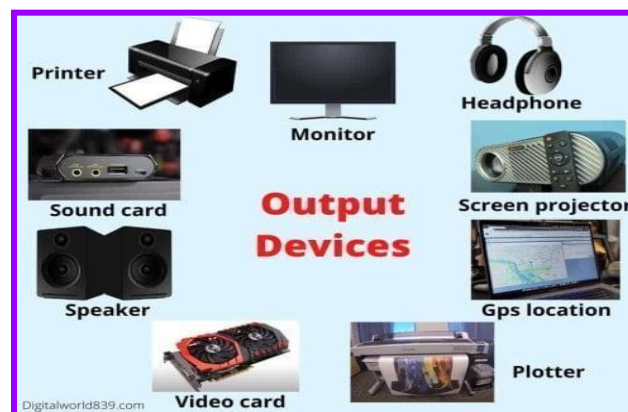 Printer
Monitor
Headphone
Sound card
Output
Devices
Screen projector
Speaker
Gps location
Video card
Plotter
Digitalworld839.com